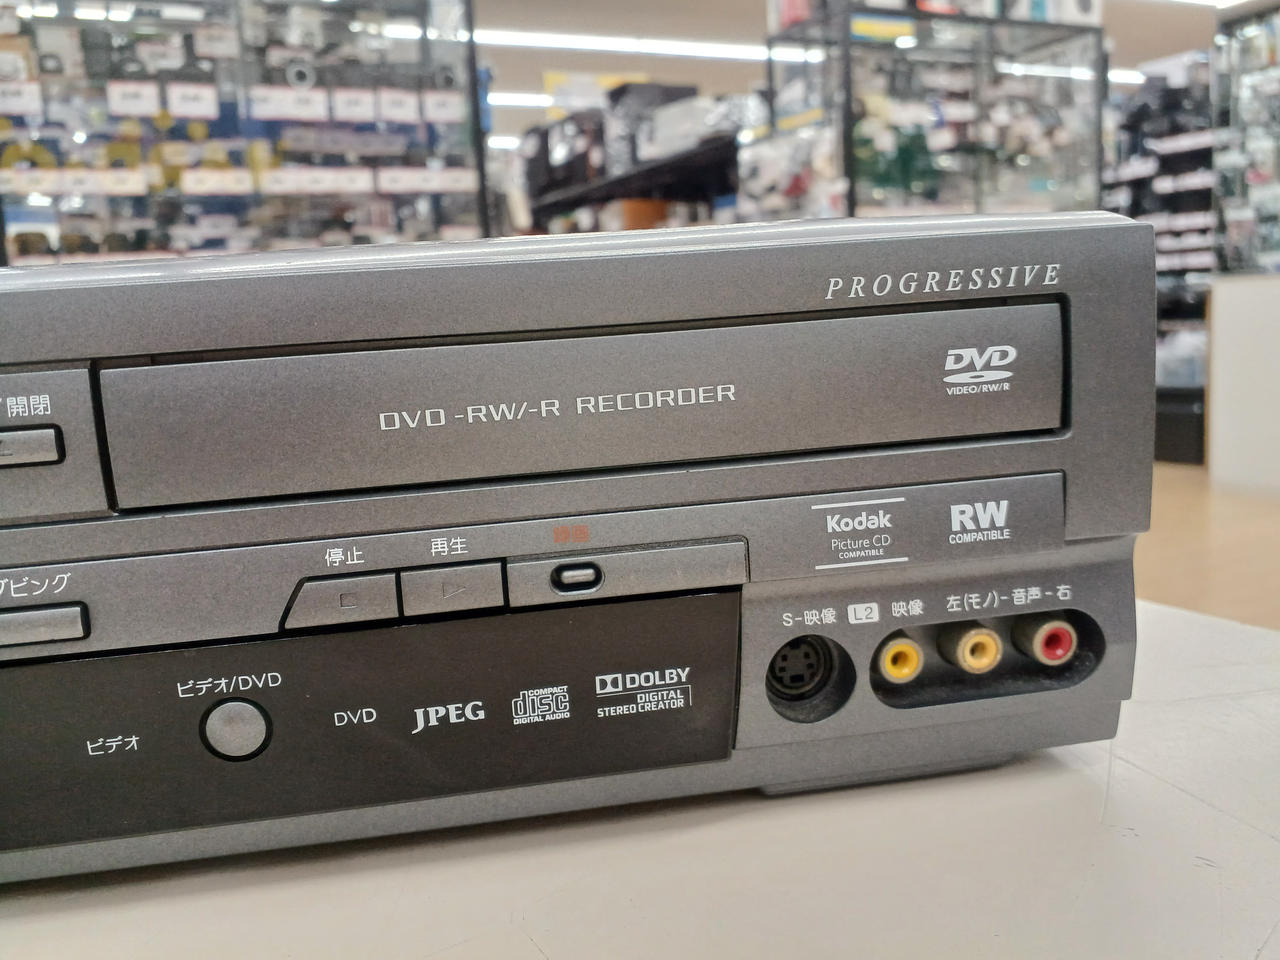 PROGRESSIVE
開閉
DVD -RW/-R RECORDER
DVD
VIDEO/RW/R
Kodak
Picture CD
COMPATIBLE
RW
COMPATIBLE
停止
再生
録画
ダビング
S-映像
L2
映像
左(モノ)-音声-右
ビデオ/DVD
ビデオ
DVD
JPEG
COMPACT
disc
DIGITAL AUDIO
DOLBY
DIGITAL
STEREO CREATOR